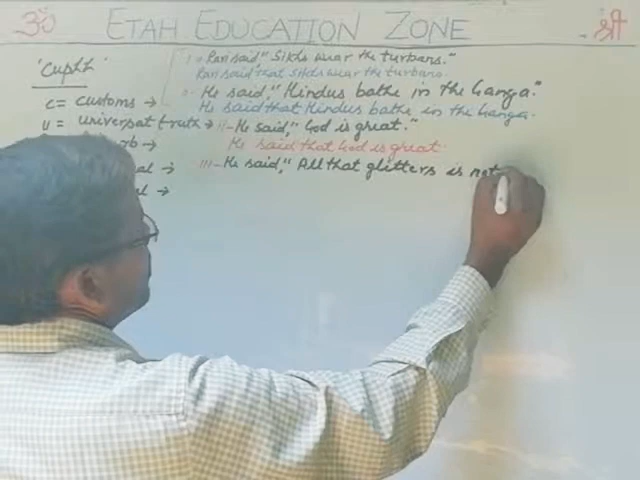 ॐ ETAH EDUCATION ZONE श्री
'Cupth'
i - Ravi said, "Sikhs wear the turbans."
Ravi said that Sikhs wear the turbans.
c = customs →
He said, "Hindus bathe in the Ganga."
He said that Hindus bathe in the Ganga.
u = universal truth → ii - He said, "God is great."
He said that God is great.
→
→ iii - He said, "All that glitters is not
→